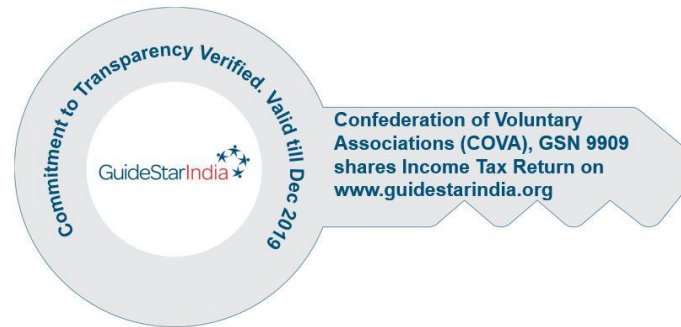 Commitment to Transparency Verified. Valid till Dec 2019
GuideStarIndia
Confederation of Voluntary
Associations (COVA), GSN 9909
shares Income Tax Return on
www.guidestarindia.org